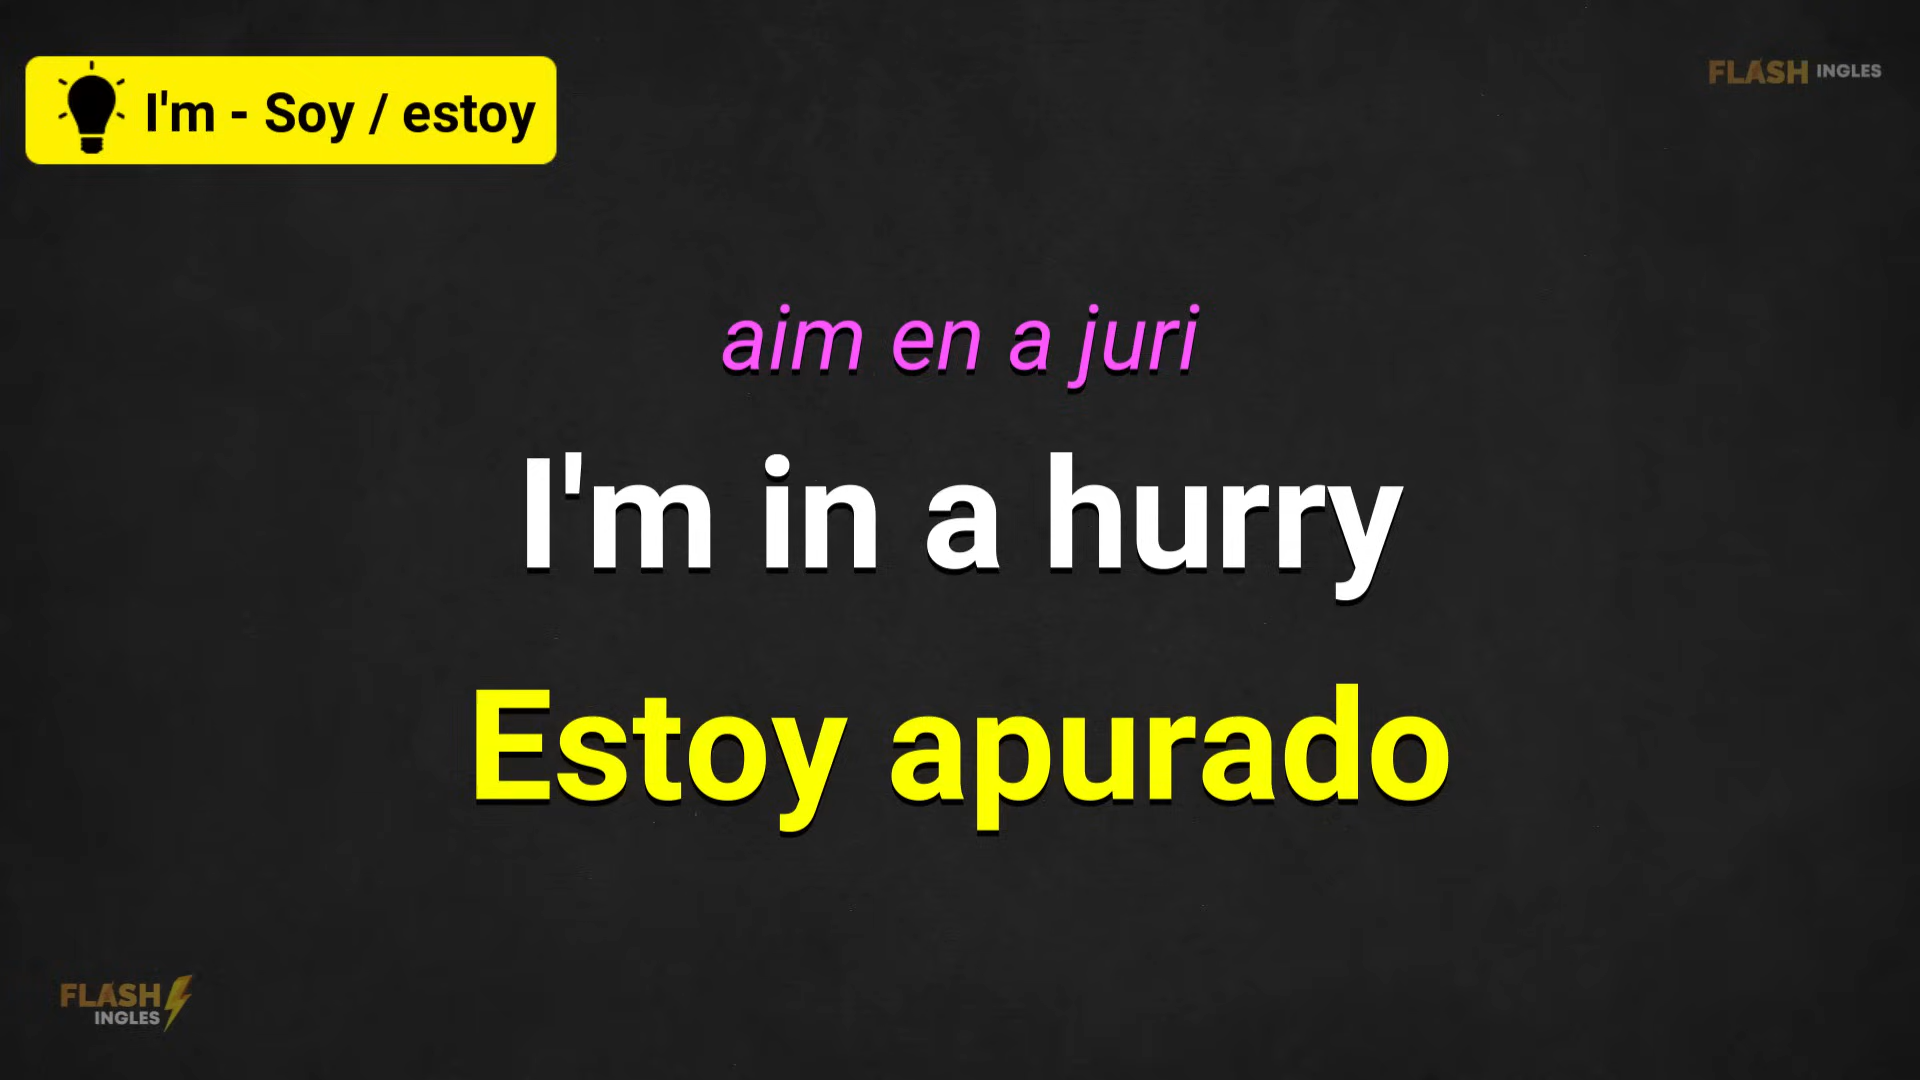 I'm - Soy / estoy
FLASH INGLES
aim en a juri
I'm in a hurry
Estoy apurado
FLASH
INGLES